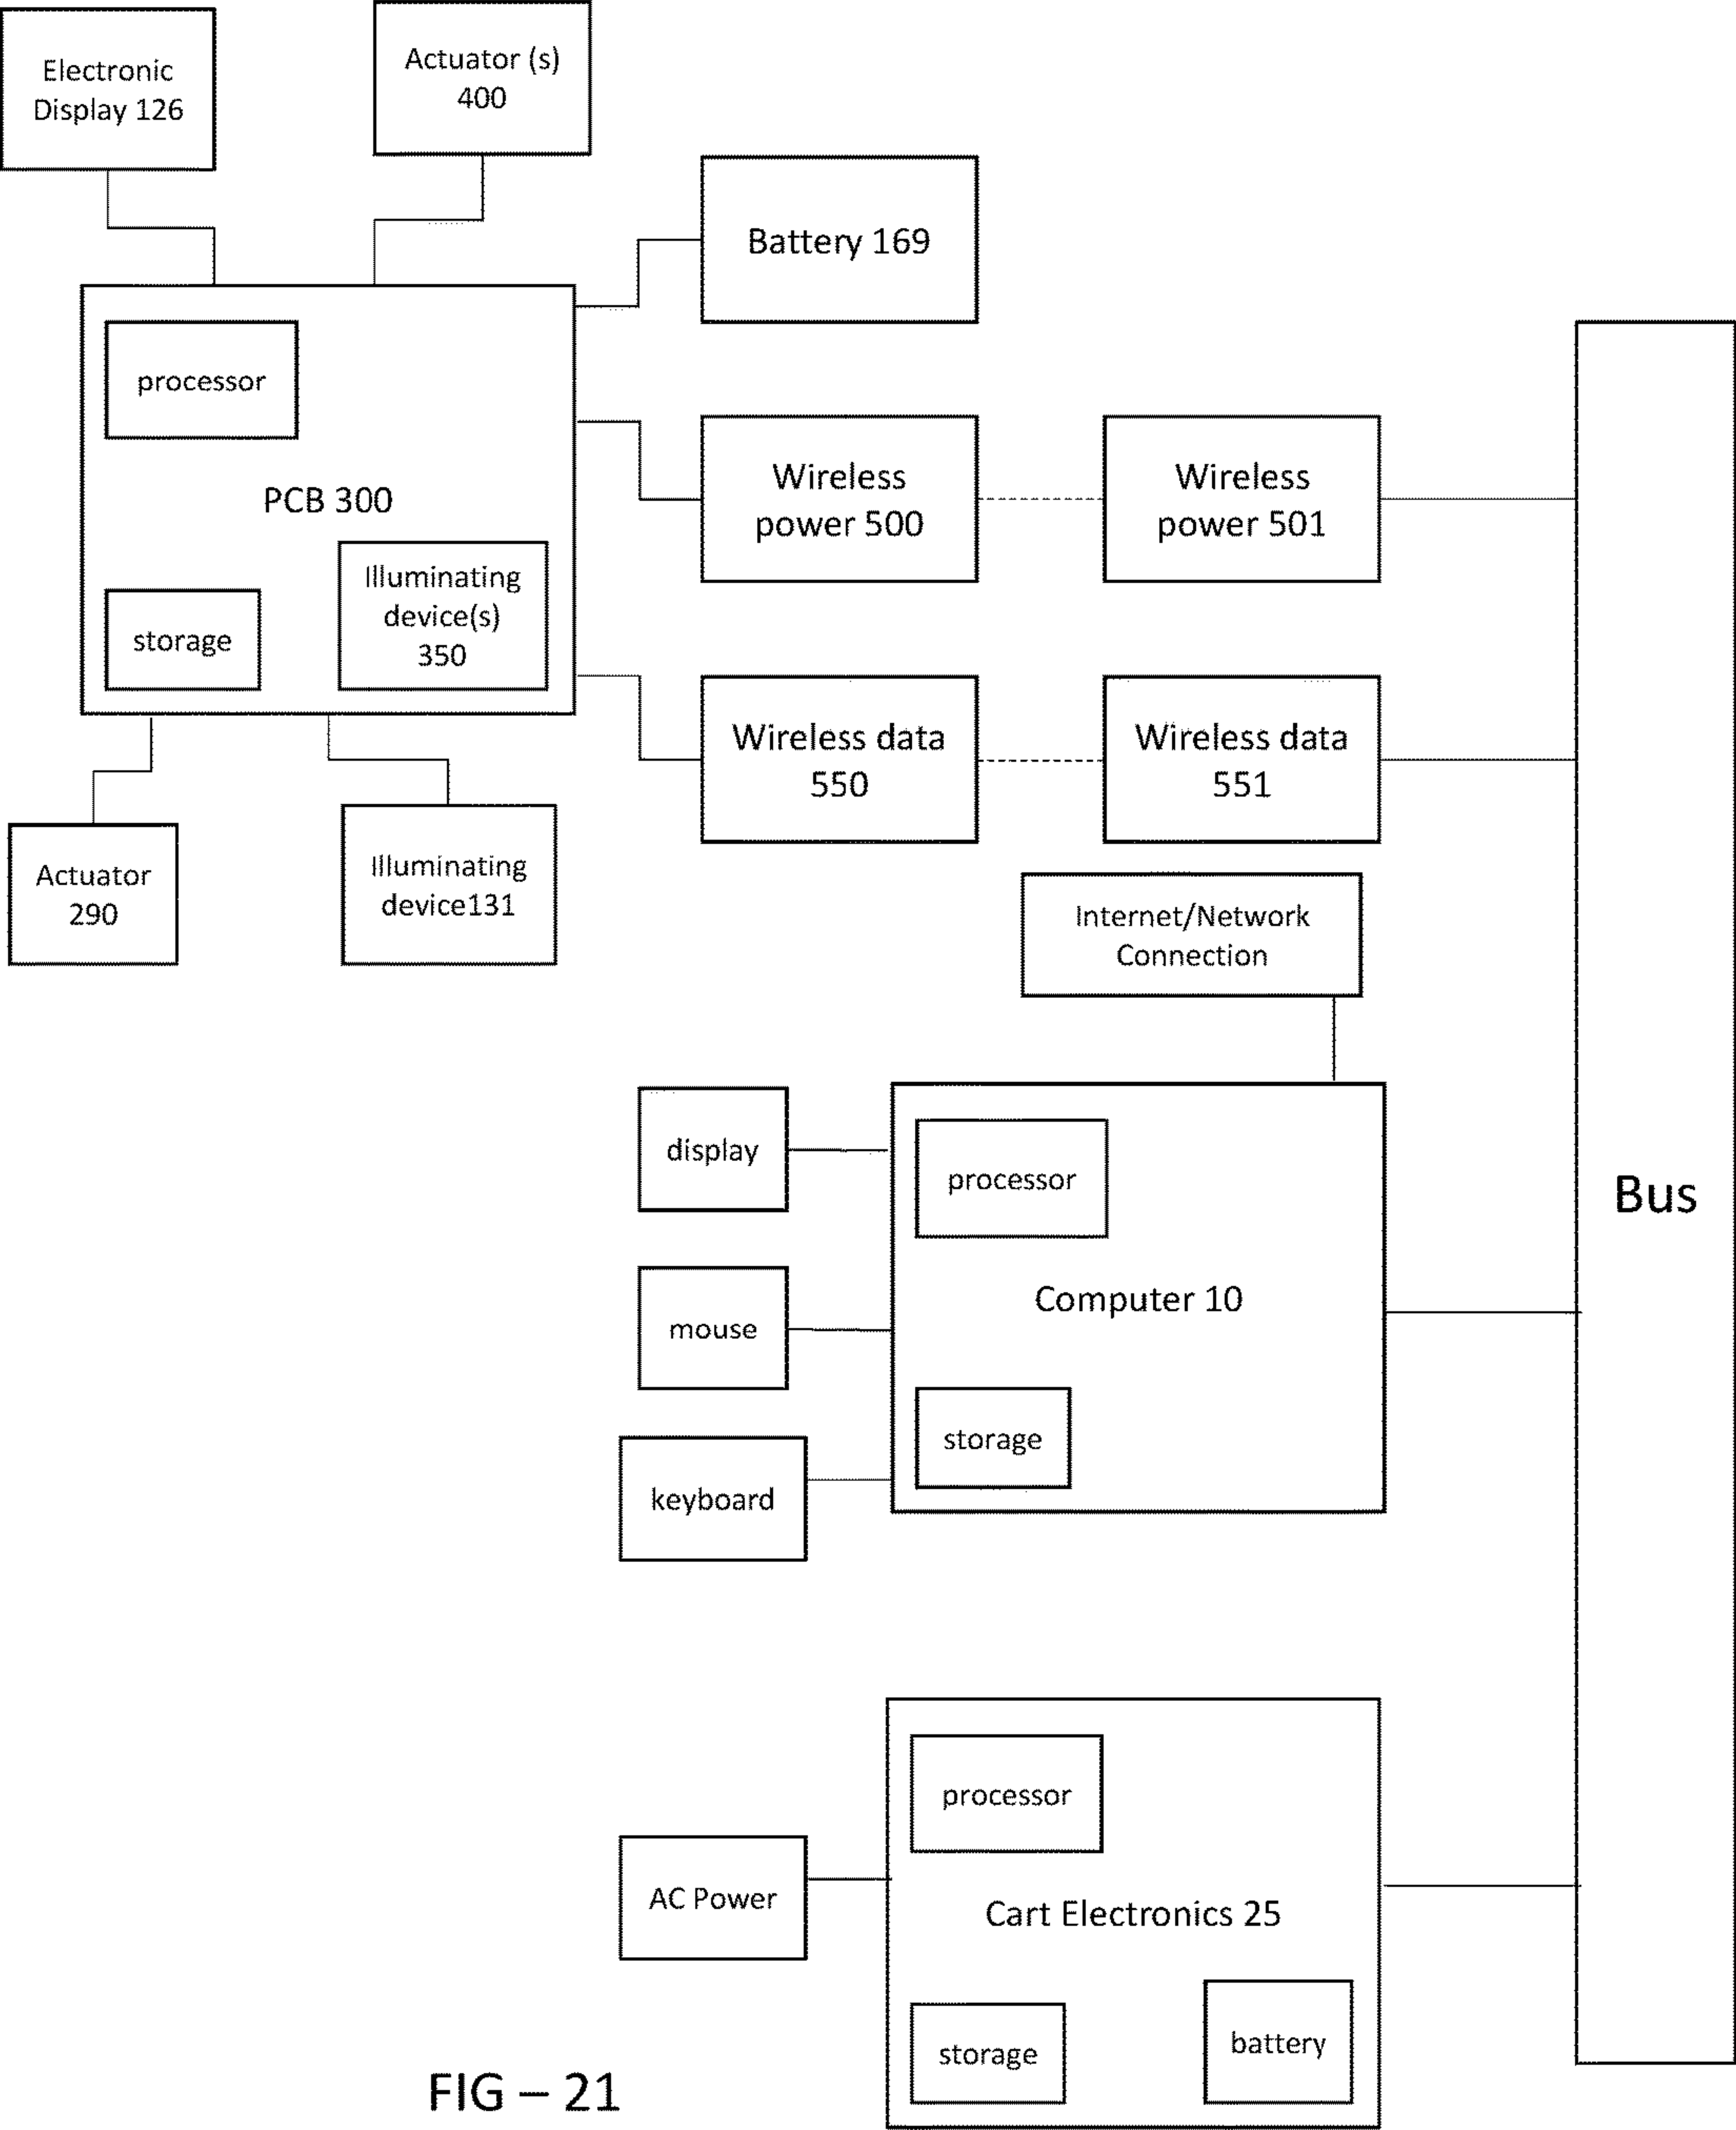 Electronic
Display 126
Actuator (s)
400
Battery 169
processor
PCB 300
Wireless
power 500
Wireless
power 501
Illuminating
device(s)
350
storage
Wireless data
550
Wireless data
551
Actuator
290
Illuminating
device131
Internet/Network
Connection
display
processor
Bus
Computer 10
mouse
storage
keyboard
processor
AC Power
Cart Electronics 25
storage
battery
FIG – 21